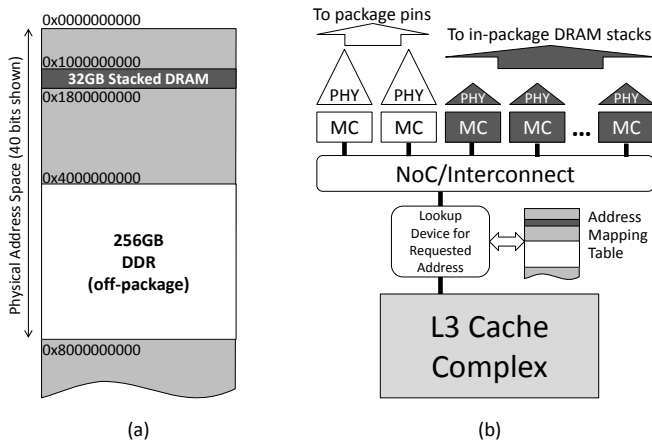 0x0000000000
0x1000000000
32GB Stacked DRAM
0x1800000000
0x4000000000
256GB
DDR
(off-package)
0x8000000000
Physical Address Space (40 bits shown)
(a)
To package pins
To in-package DRAM stacks
PHY
PHY
PHY
PHY
PHY
MC
MC
MC
MC
...
MC
NoC/Interconnect
Lookup
Device for
Requested
Address
Address
Mapping
Table
L3 Cache
Complex
(b)